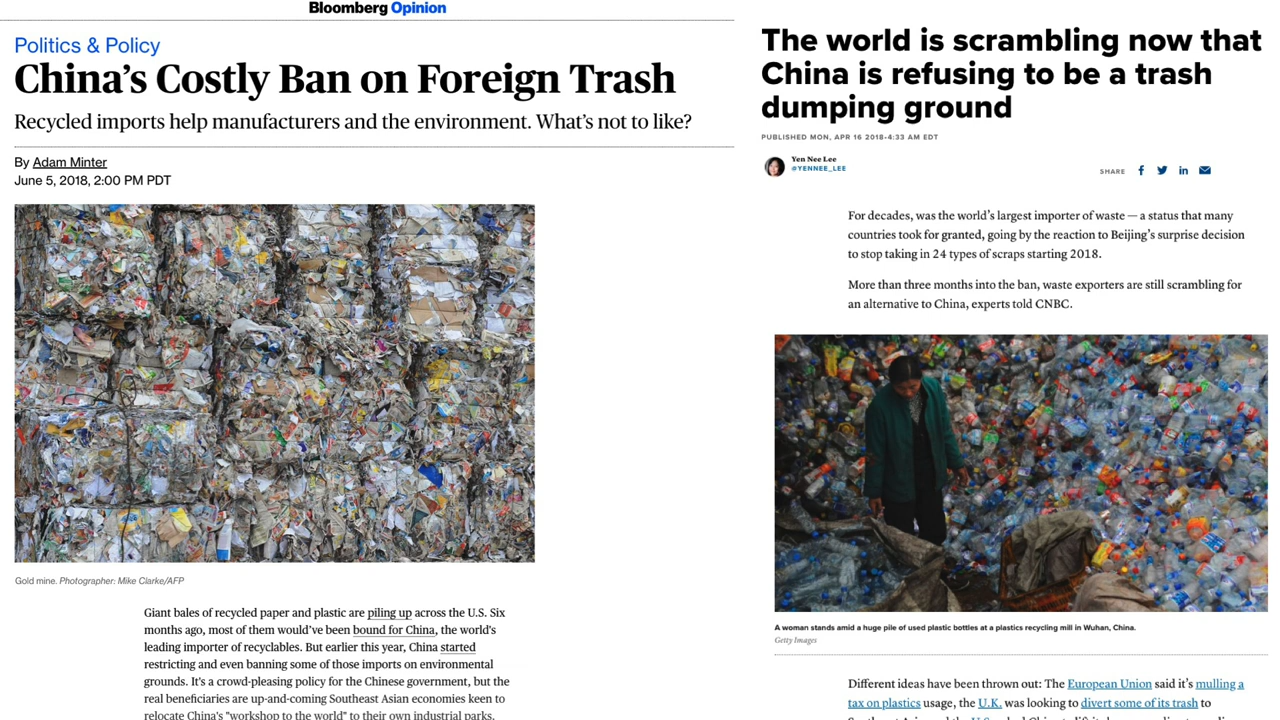 Bloomberg Opinion
Politics & Policy
China's Costly Ban on Foreign Trash
Recycled imports help manufacturers and the environment. What's not to like?
By Adam Minter
June 5, 2018, 2:00 PM PDT
Gold mine. Photographer: Mike Clarke/AFP
Giant bales of recycled paper and plastic are piling up across the U.S. Six
months ago, most of them would've been bound for China, the world's
leading importer of recyclables. But earlier this year, China started
restricting and even banning some of those imports on environmental
grounds. It's a crowd-pleasing policy for the Chinese government, but the
real beneficiaries are up-and-coming Southeast Asian economies keen to
relocate China's "workshop to the world" to their own industrial parks.
The world is scrambling now that
China is refusing to be a trash
dumping ground
PUBLISHED MON, APR 16 2018-4:33 AM EDT
Yen Nee Lee
@YENNEE_LEE
SHARE
For decades, was the world's largest importer of waste — a status that many
countries took for granted, going by the reaction to Beijing's surprise decision
to stop taking in 24 types of scraps starting 2018.
More than three months into the ban, waste exporters are still scrambling for
an alternative to China, experts told CNBC.
A woman stands amid a huge pile of used plastic bottles at a plastics recycling mill in Wuhan, China.
Getty Images
Different ideas have been thrown out: The European Union said it's mulling a
tax on plastics usage, the U.K. was looking to divert some of its trash to